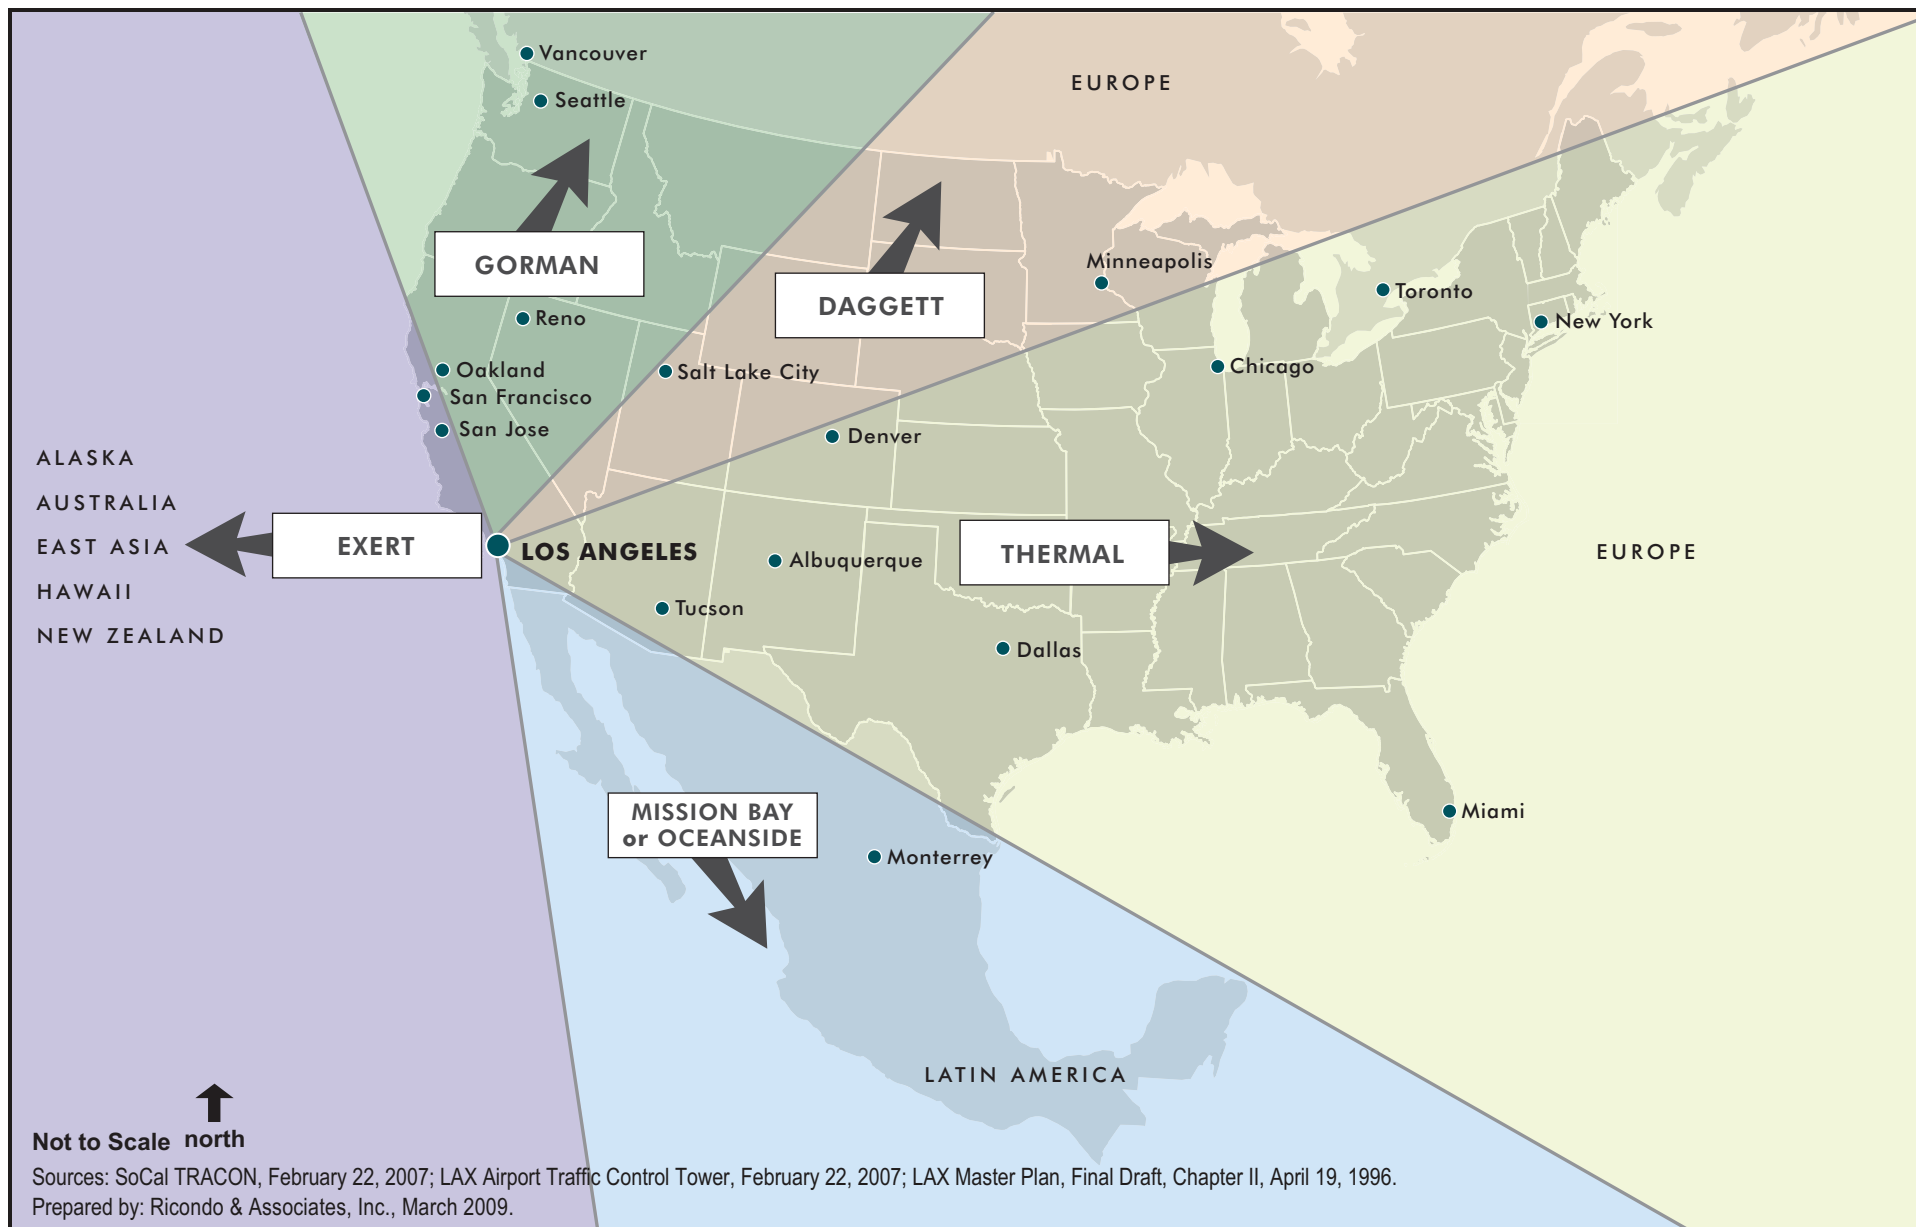 Vancouver
Seattle
EUROPE
GORMAN
DAGGETT
Minneapolis
Toronto
New York
Reno
Oakland
San Francisco
San Jose
Salt Lake City
Chicago
Denver
ALASKA
AUSTRALIA
EAST ASIA
HAWAII
NEW ZEALAND
EXERT
LOS ANGELES
Albuquerque
THERMAL
EUROPE
Tucson
Dallas
MISSION BAY
or OCEANSIDE
Monterrey
Miami
LATIN AMERICA
Not to Scale north
Sources: SoCal TRACON, February 22, 2007; LAX Airport Traffic Control Tower, February 22, 2007; LAX Master Plan, Final Draft, Chapter II, April 19, 1996.
Prepared by: Ricondo & Associates, Inc., March 2009.